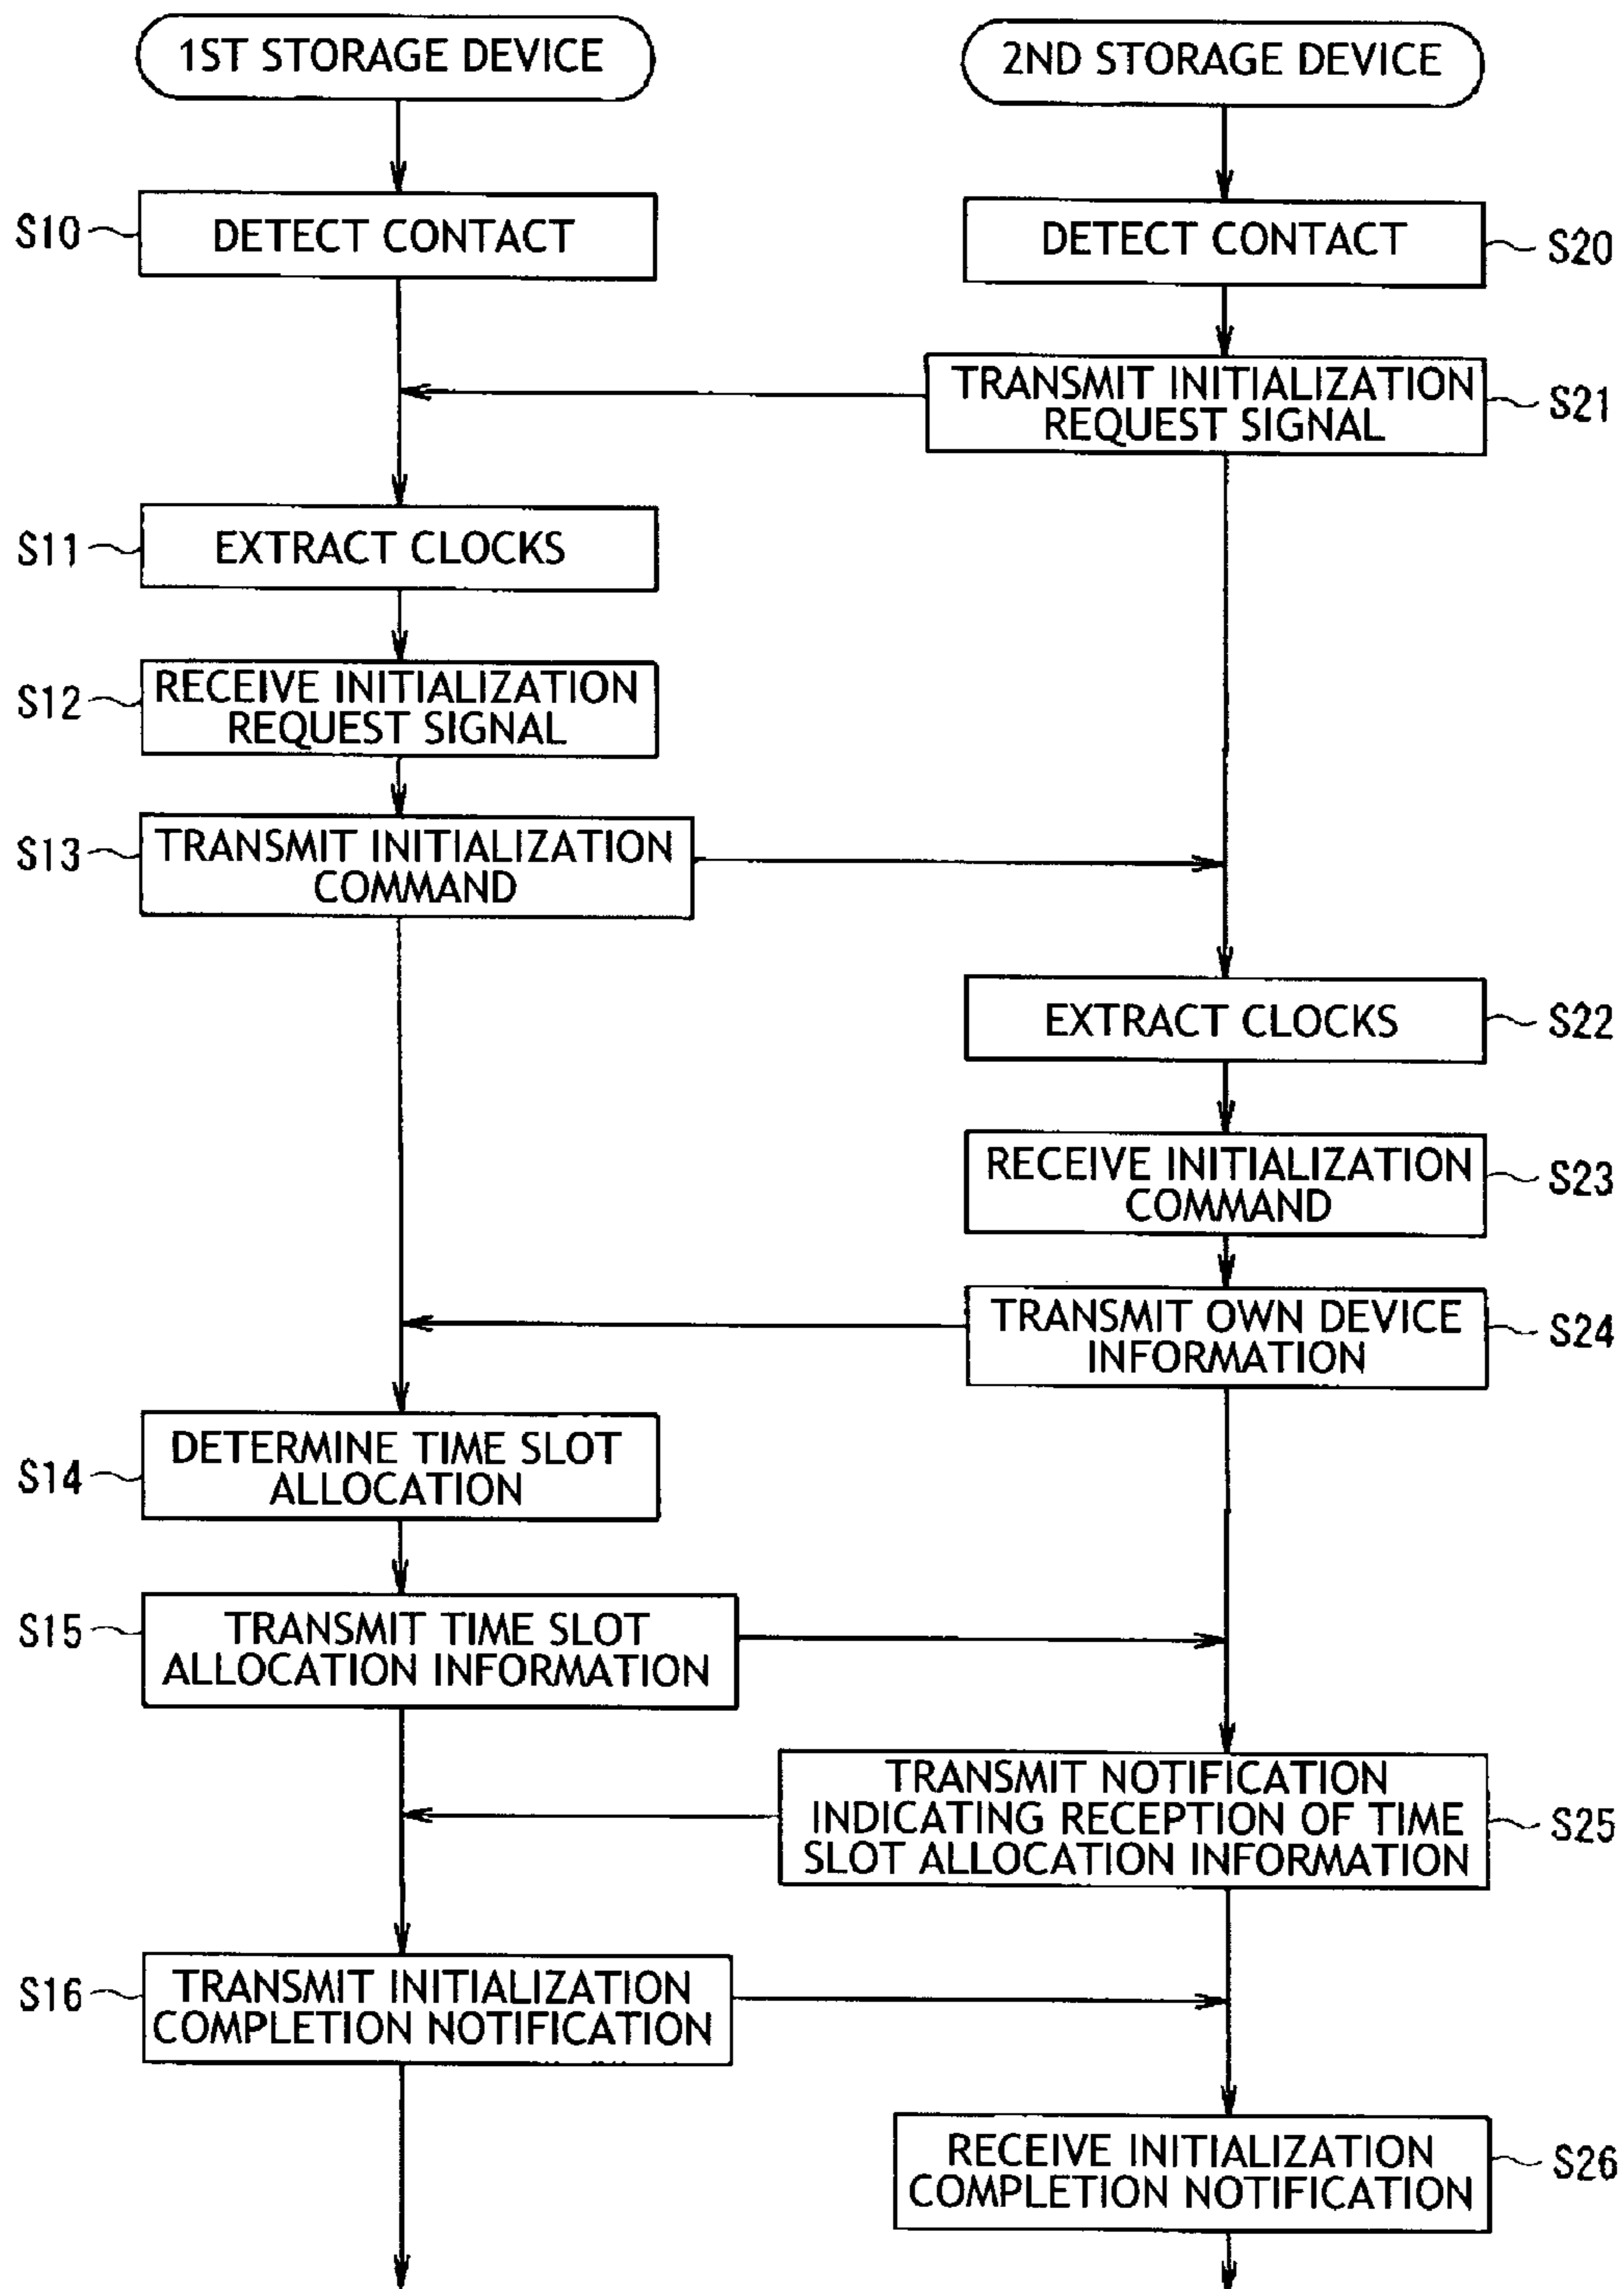 1ST STORAGE DEVICE
2ND STORAGE DEVICE
S10
DETECT CONTACT
DETECT CONTACT
S20
TRANSMIT INITIALIZATION
REQUEST SIGNAL
S21
S11
EXTRACT CLOCKS
S12
RECEIVE INITIALIZATION
REQUEST SIGNAL
S13
TRANSMIT INITIALIZATION
COMMAND
EXTRACT CLOCKS
S22
RECEIVE INITIALIZATION
COMMAND
S23
TRANSMIT OWN DEVICE
INFORMATION
S24
S14
DETERMINE TIME SLOT
ALLOCATION
S15
TRANSMIT TIME SLOT
ALLOCATION INFORMATION
TRANSMIT NOTIFICATION
INDICATING RECEPTION OF TIME
SLOT ALLOCATION INFORMATION
S25
S16
TRANSMIT INITIALIZATION
COMPLETION NOTIFICATION
RECEIVE INITIALIZATION
COMPLETION NOTIFICATION
S26